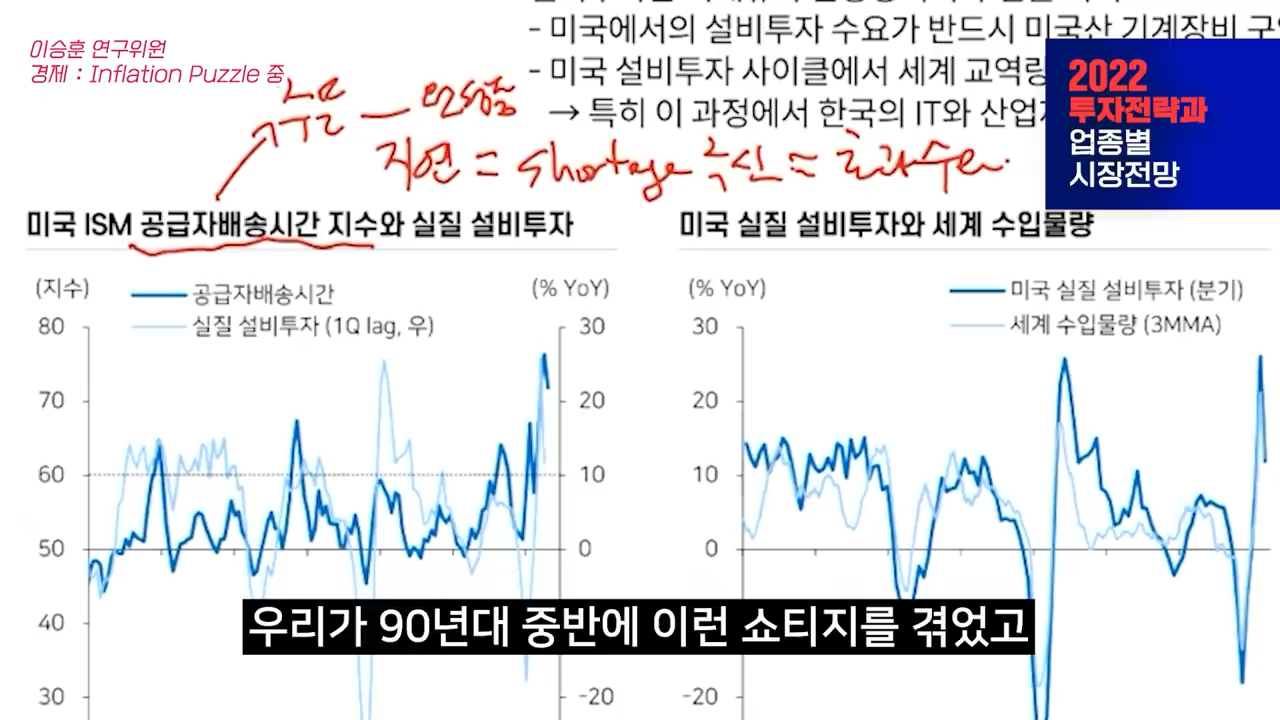 - 미국에서의 설비투자 수요가 반드시 미국산 기계장비 구
이승훈 연구위원
경제 : Inflation Puzzle 중
- 미국 설비투자 사이클에서 세계 교역량
→ 특히 이 과정에서 한국의 IT와 산업
2022
투자전략과
업종별
시장전망
지연 = shortage
미국 ISM 공급자배송시간 지수와 실질 설비투자
(지수)
공급자배송시간
실질 설비투자 (1Q lag, 우)
(% YoY)
80
70
60
50
40
30
30
20
10
0
-20
미국 실질 설비투자와 세계 수입물량
(% YoY)
미국 실질 설비투자 (분기)
세계 수입물량 (3MMA)
30
20
10
0
-20
우리가 90년대 중반에 이런 쇼티지를 겪었고